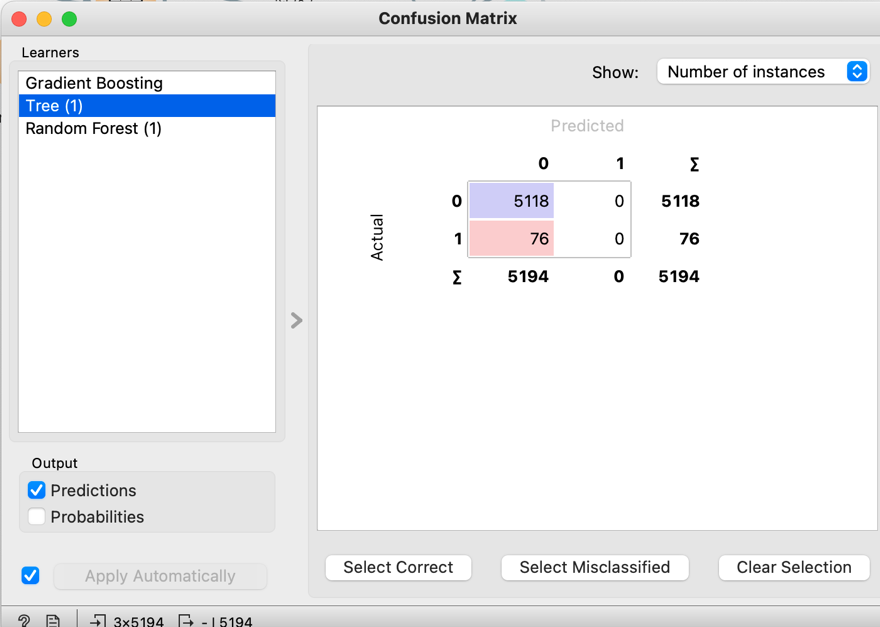 Confusion Matrix
Learners
Gradient Boosting
Tree (1)
Random Forest (1)
Output
Predictions
Probabilities
Apply Automatically
Show: Number of instances
Predicted
0 1 Σ
Actual
0 5118 0 5118
1 76 0 76
Σ 5194 0 5194
Select Correct Select Misclassified Clear Selection
? 3×5194 - | 5194